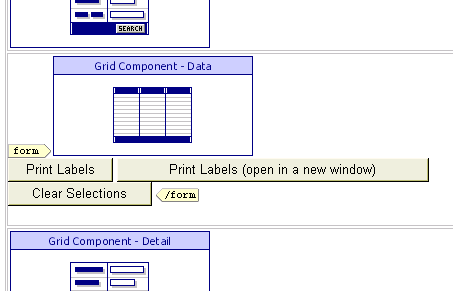 SEARCH
Grid Component - Data
form
Print Labels
Print Labels (open in a new window)
Clear Selections
/form
Grid Component - Detail